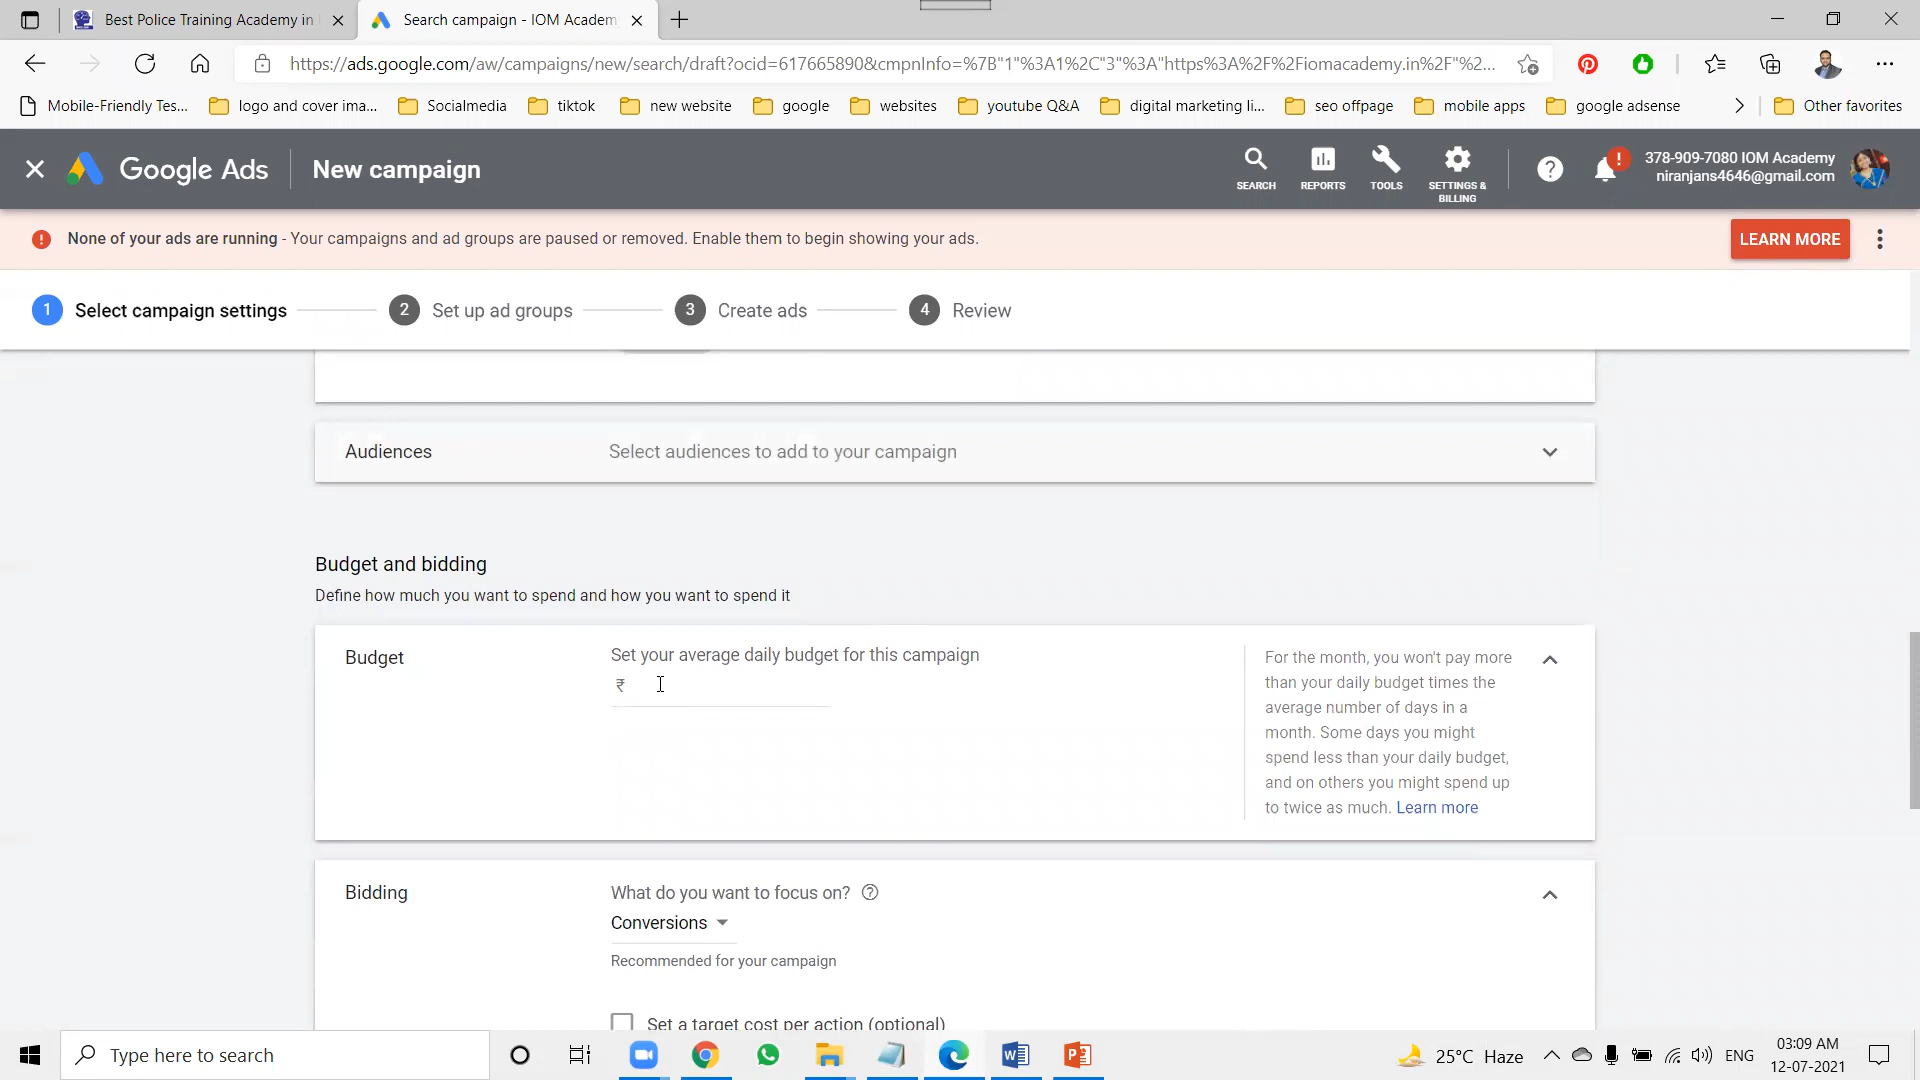 Best Police Training Academy in
Search campaign - IOM Academ
https://ads.google.com/aw/campaigns/new/search/draft?ocid=617665890&cmpnInfo=%7B"1"%3A1%2C"3"%3A"https%3A%2F%2Fiomacademy.in%2F"%2...
Mobile-Friendly Tes...
logo and cover ima...
Socialmedia
tiktok
new website
google
websites
youtube Q&A
digital marketing li...
seo offpage
mobile apps
google adsense
Other favorites
Google Ads
New campaign
SEARCH
REPORTS
TOOLS
SETTINGS &
BILLING
378-909-7080 IOM Academy
niranjans4646@gmail.com
None of your ads are running - Your campaigns and ad groups are paused or removed. Enable them to begin showing your ads.
LEARN MORE
1 Select campaign settings
2 Set up ad groups
3 Create ads
4 Review
Audiences
Select audiences to add to your campaign
Budget and bidding
Define how much you want to spend and how you want to spend it
Budget
Set your average daily budget for this campaign
₹
For the month, you won't pay more
than your daily budget times the
average number of days in a
month. Some days you might
spend less than your daily budget,
and on others you might spend up
to twice as much. Learn more
Bidding
What do you want to focus on?
Conversions
Recommended for your campaign
Set a target cost per action (optional)
Type here to search
25°C Haze
ENG
03:09 AM
12-07-2021